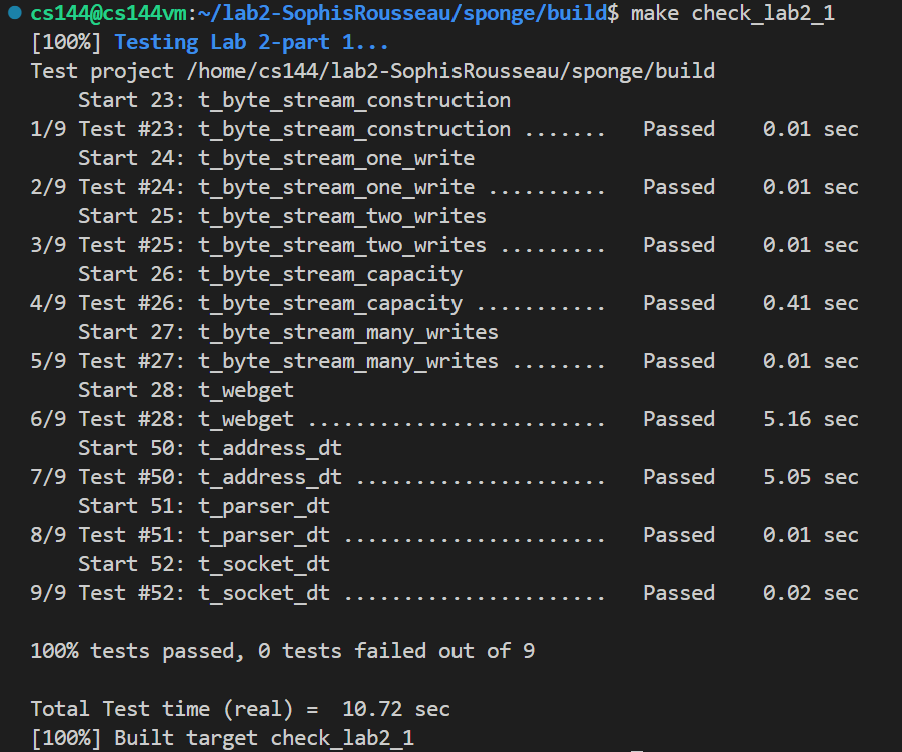 cs144@cs144vm:~/lab2-SophisRousseau/sponge/build$ make check_lab2_1
[100%] Testing Lab 2-part 1...
Test project /home/cs144/lab2-SophisRousseau/sponge/build
    Start 23: t_byte_stream_construction
1/9 Test #23: t_byte_stream_construction .......   Passed    0.01 sec
    Start 24: t_byte_stream_one_write
2/9 Test #24: t_byte_stream_one_write ..........   Passed    0.01 sec
    Start 25: t_byte_stream_two_writes
3/9 Test #25: t_byte_stream_two_writes .........   Passed    0.01 sec
    Start 26: t_byte_stream_capacity
4/9 Test #26: t_byte_stream_capacity ...........   Passed    0.41 sec
    Start 27: t_byte_stream_many_writes
5/9 Test #27: t_byte_stream_many_writes ........   Passed    0.01 sec
    Start 28: t_webget
6/9 Test #28: t_webget .........................   Passed    5.16 sec
    Start 50: t_address_dt
7/9 Test #50: t_address_dt .....................   Passed    5.05 sec
    Start 51: t_parser_dt
8/9 Test #51: t_parser_dt ......................   Passed    0.01 sec
    Start 52: t_socket_dt
9/9 Test #52: t_socket_dt ......................   Passed    0.02 sec

100% tests passed, 0 tests failed out of 9

Total Test time (real) =  10.72 sec
[100%] Built target check_lab2_1